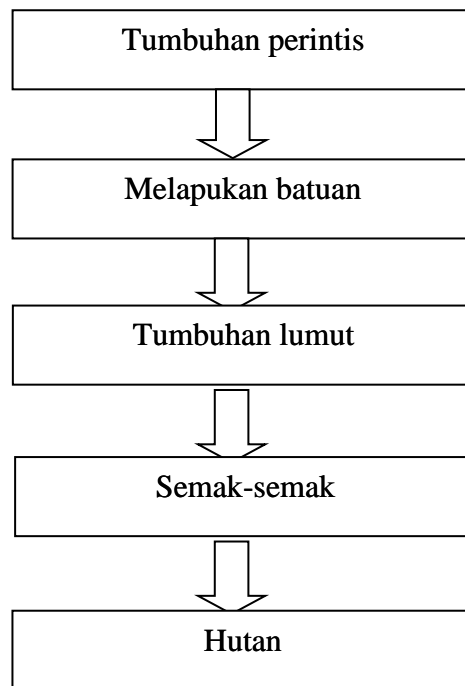 Tumbuhan perintis
Melapukan batuan
Tumbuhan lumut
Semak-semak
Hutan